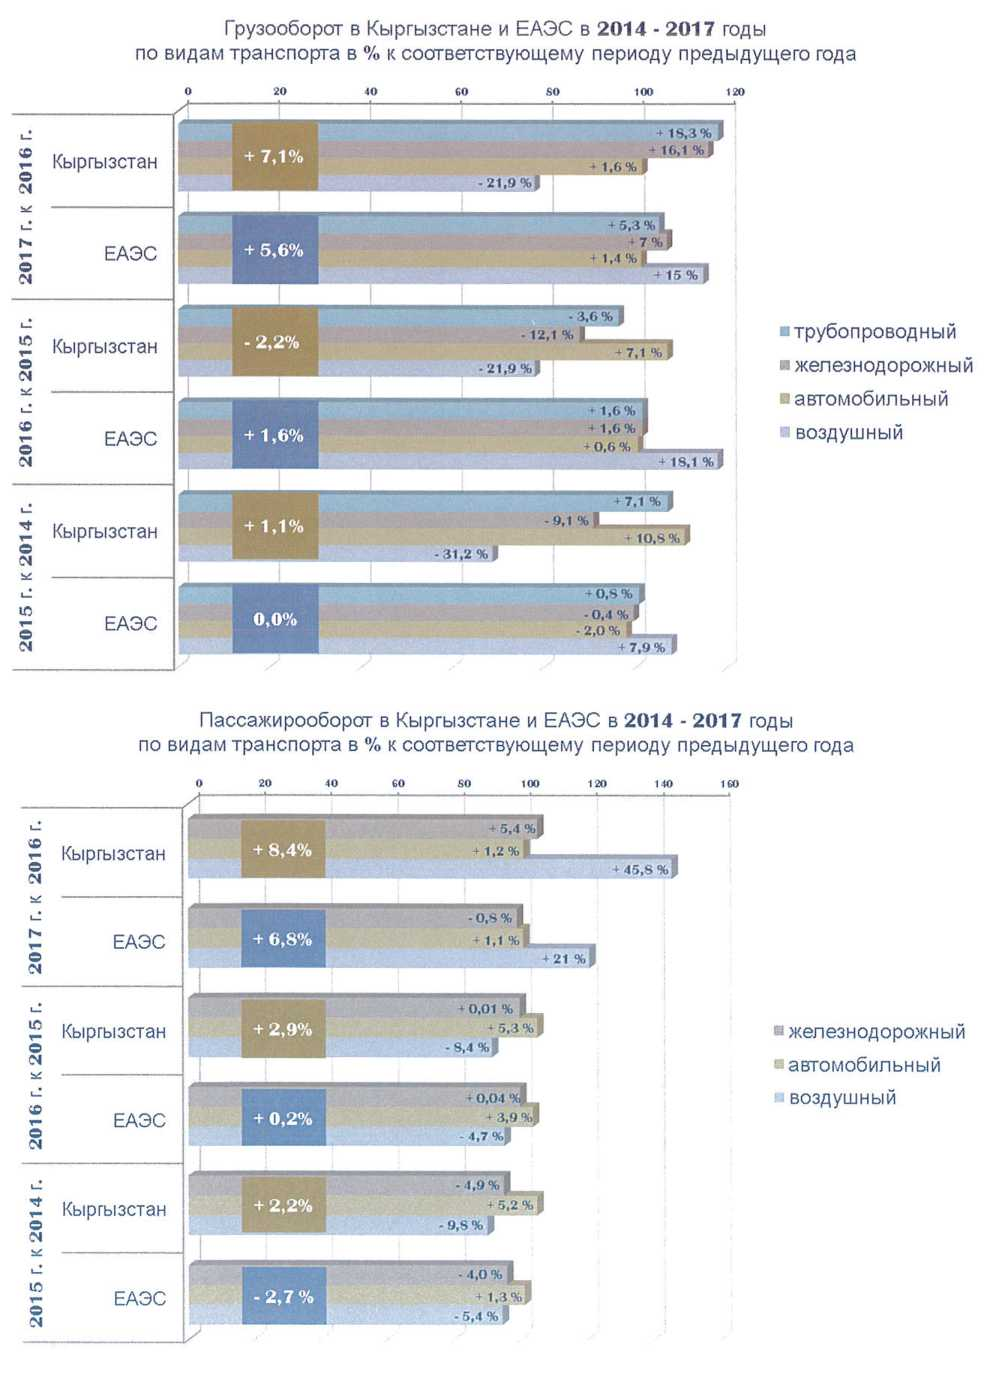 Грузооборот в Кыргызстане и ЕАЭС в 2014 - 2017 годы
по видам транспорта в % к соответствующему периоду предыдущего года
0 20 40 60 80 100 120
2017 г. к 2016 г.
Кыргызстан
+ 7,1%
+ 18,3 %
+ 16,1 %
+ 1,6 %
- 21,9 %
ЕАЭС
+ 5,6%
+ 5,3 %
+ 7 %
+ 1,4 %
+ 15 %
2016 г. к 2015 г.
Кыргызстан
- 2,2%
- 3,6 %
- 12,1 %
+ 7,1 %
- 21,9 %
ЕАЭС
+ 1,6%
+ 1,6 %
+ 1,6 %
+ 0,6 %
+ 18,1 %
2015 г. к 2014 г.
Кыргызстан
+ 1,1%
+ 7,1 %
- 9,1 %
+ 10,8 %
- 31,2 %
ЕАЭС
0,0%
+ 0,8 %
- 0,4 %
- 2,0 %
+ 7,9 %
трубопроводный
железнодорожный
автомобильный
воздушный
Пассажирооборот в Кыргызстане и ЕАЭС в 2014 - 2017 годы
по видам транспорта в % к соответствующему периоду предыдущего года
0 20 40 60 80 100 120 140 160
2017 г. к 2016 г.
Кыргызстан
+ 8,4%
+ 5,4 %
+ 1,2 %
+ 45,8 %
ЕАЭС
+ 6,8%
- 0,8 %
+ 1,1 %
+ 21 %
2016 г. к 2015 г.
Кыргызстан
+ 2,9%
+ 0,01 %
+ 5,3 %
- 8,4 %
ЕАЭС
+ 0,2%
+ 0,04 %
+ 3,9 %
- 4,7 %
2015 г. к 2014 г.
Кыргызстан
+ 2,2%
- 4,9 %
+ 5,2 %
- 9,8 %
ЕАЭС
- 2,7 %
- 4,0 %
+ 1,3 %
- 5,4 %
железнодорожный
автомобильный
воздушный